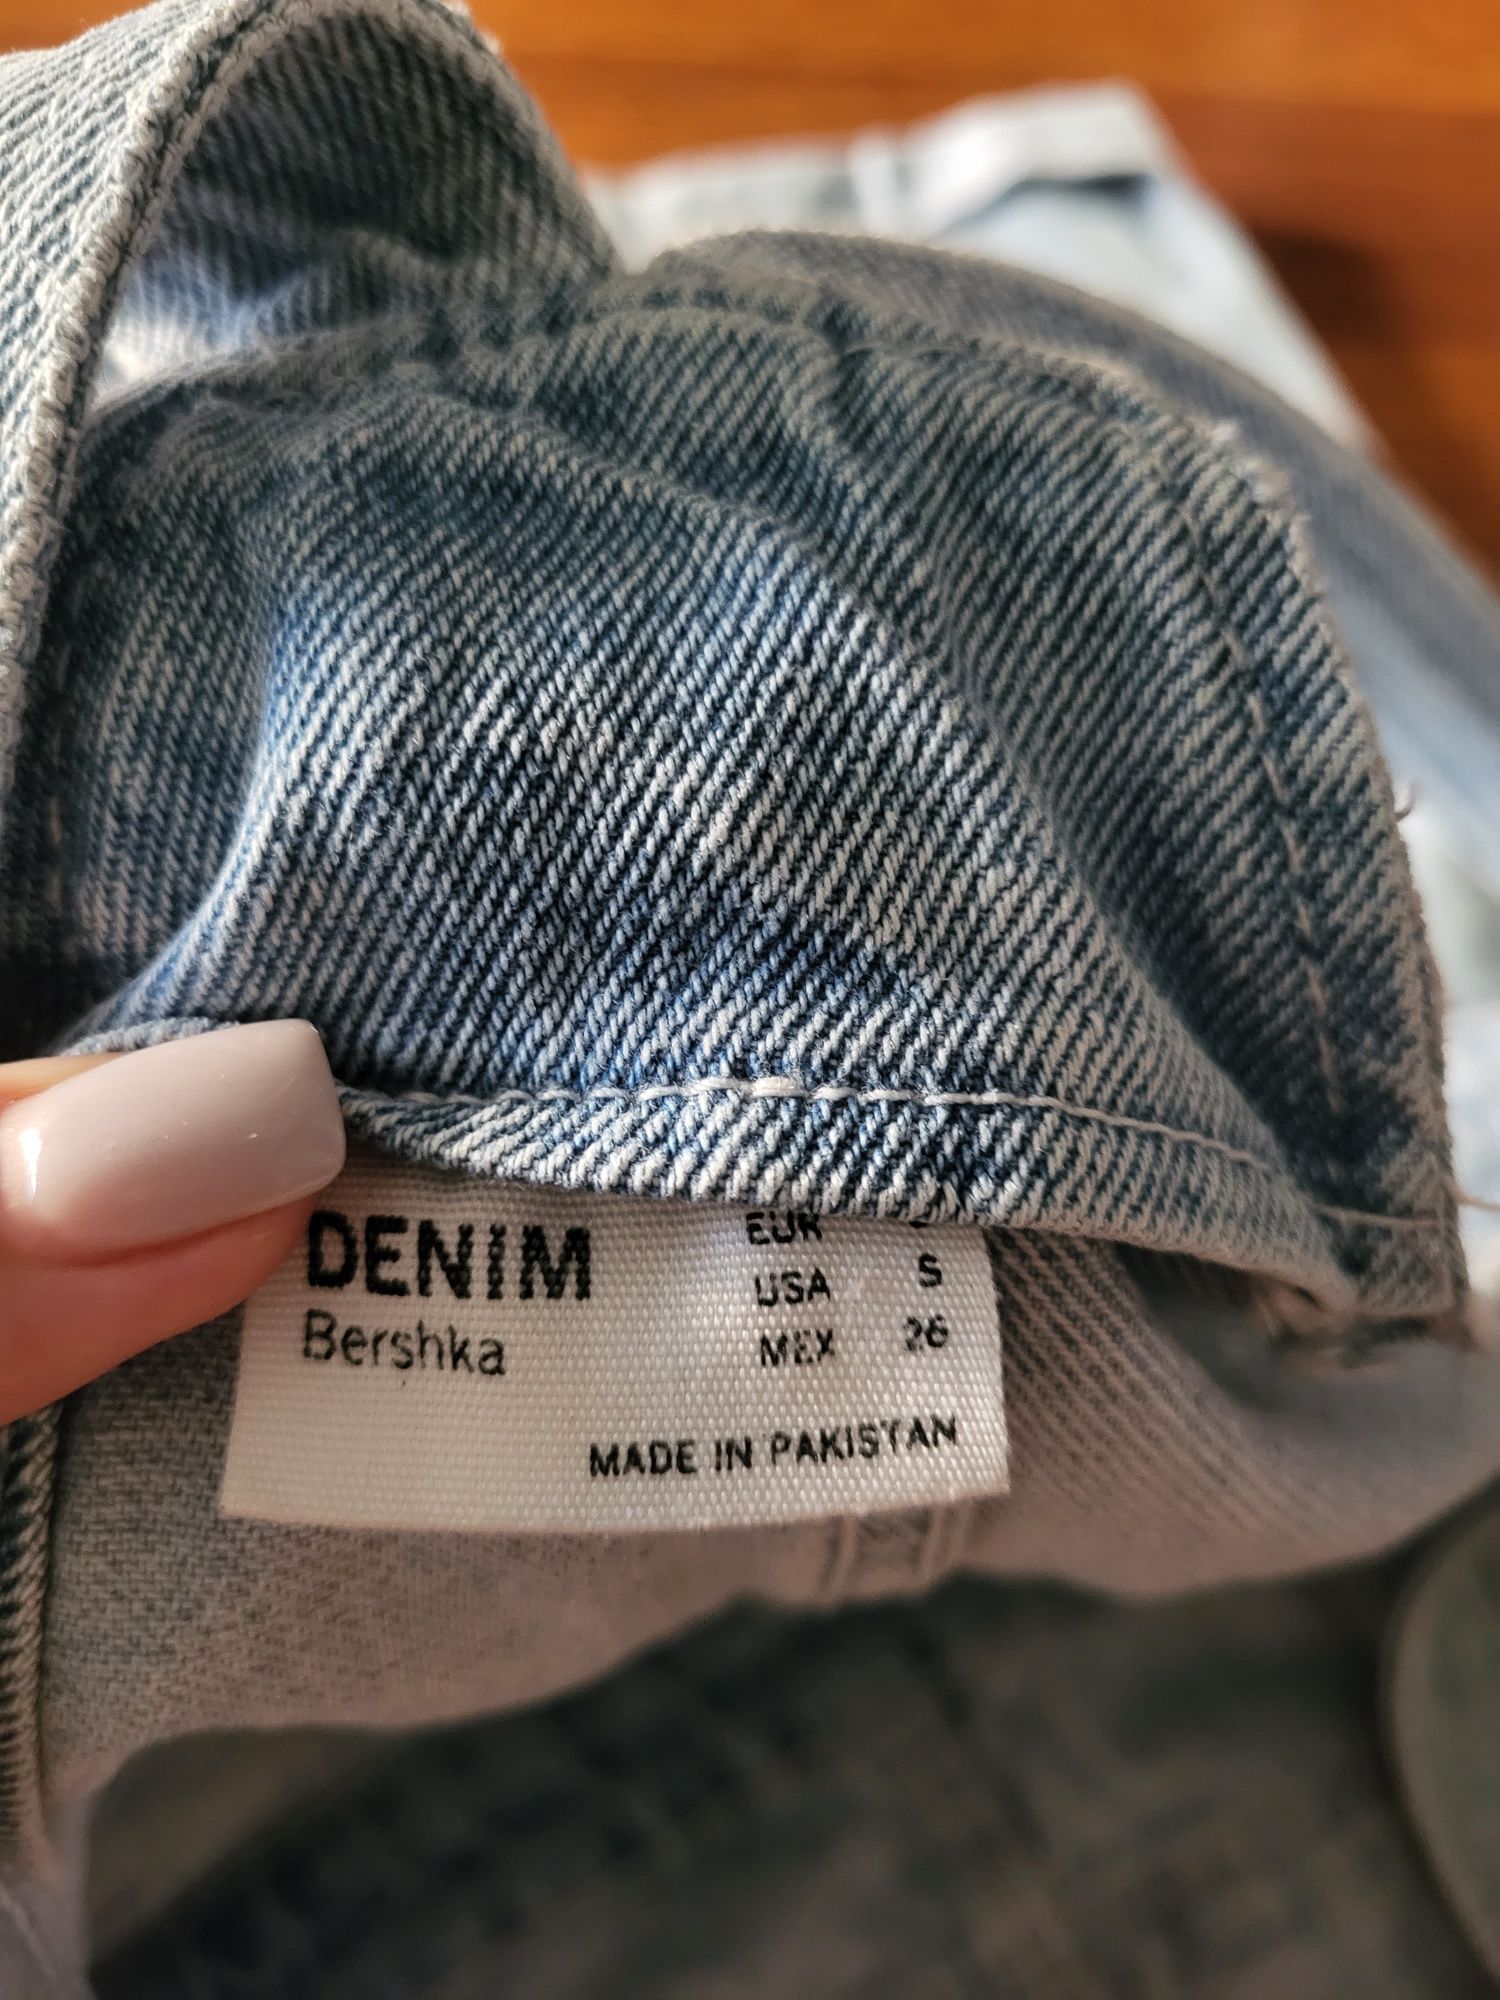 DENIM
Bershka
EUR
USA S
MEX 26
MADE IN PAKISTAN